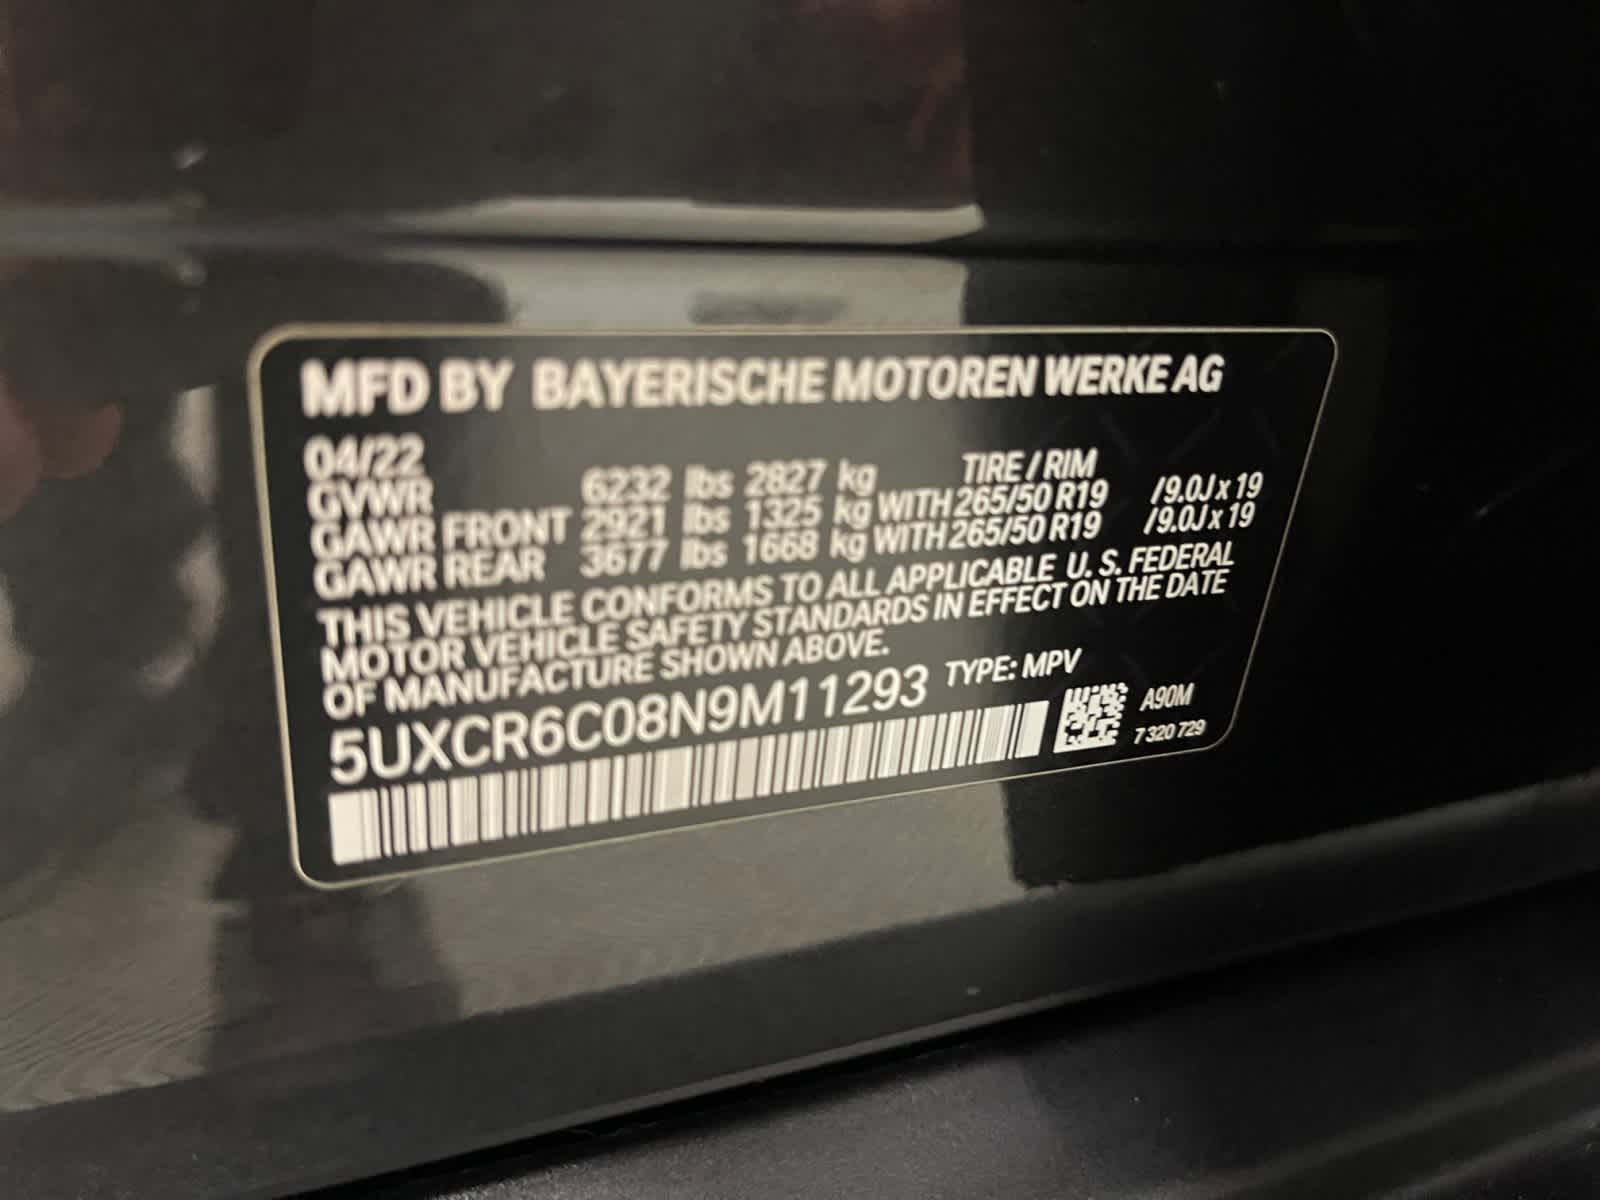 MFD BY BAYERISCHE MOTOREN WERKE AG
04/22 TIRE / RIM
GVWR 6232 lbs 2827 kg
GAWR FRONT 2921 lbs 1325 kg WITH 265/50 R19 /9.0J x 19
GAWR REAR 3677 lbs 1668 kg WITH 265/50 R19 /9.0J x 19
THIS VEHICLE CONFORMS TO ALL APPLICABLE U. S. FEDERAL
MOTOR VEHICLE SAFETY STANDARDS IN EFFECT ON THE DATE
OF MANUFACTURE SHOWN ABOVE.
5UXCR6C08N9M11293 TYPE: MPV
A90M
7 320 729